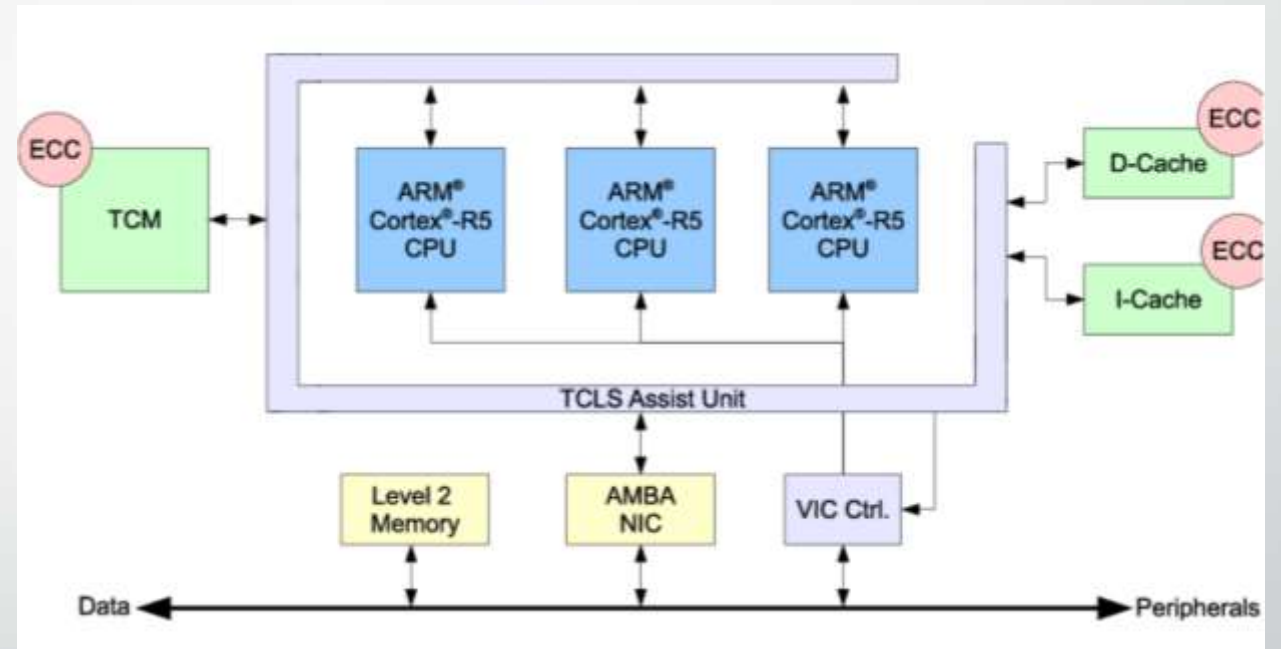 ECC
TCM
ARM®
Cortex®-R5
CPU
ARM®
Cortex®-R5
CPU
ARM®
Cortex®-R5
CPU
ECC
D-Cache
ECC
I-Cache
TCLS Assist Unit
Level 2
Memory
AMBA
NIC
VIC Ctrl.
Data
Peripherals